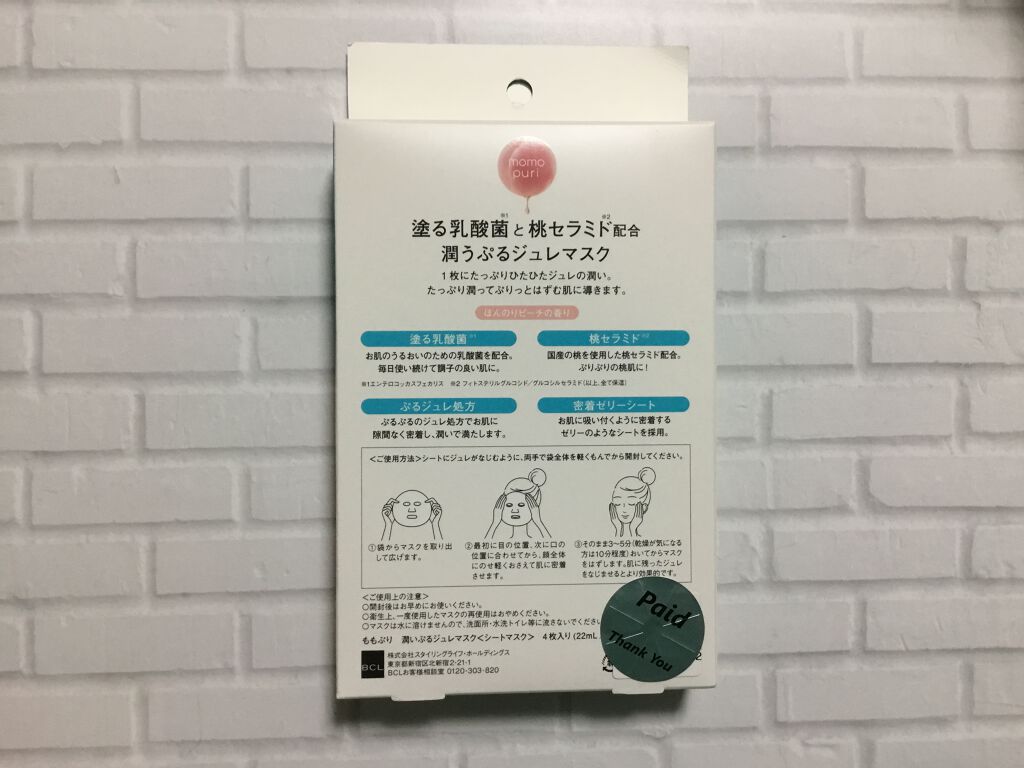 momo
puri
塗る乳酸菌※1と桃セラミド※2配合
潤うぷるジュレマスク
1枚にたっぷりひたひたジュレの潤い。
たっぷり潤ってぷりっとはずむ肌に導きます。
ほんのりピーチの香り
塗る乳酸菌※1
お肌のうるおいのための乳酸菌を配合。
毎日使い続けて調子の良い肌に。
桃セラミド※2
国産の桃を使用した桃セラミド配合。
ぷりぷりの桃肌に!
※1エンテロコッカスフェカリス ※2 フィトステリルグルコシド/グルコシルセラミド(以上、全て保湿)
ぷるジュレ処方
ぷるぷるのジュレ処方でお肌に
隙間なく密着し、潤いで満たします。
密着ゼリーシート
お肌に吸い付くように密着する
ゼリーのようなシートを採用。
<ご使用方法>シートにジュレがなじむように、両手で袋全体を軽くもんでから開封してください。
①袋からマスクを取り出
して広げます。
②最初に目の位置、次に口の
位置に合わせてから、顔全体
にのせ軽くおさえて肌に密着
させます。
③そのまま3〜5分(乾燥が気になる
方は10分程度)おいてからマスク
をはずします。肌に残ったジュレ
をなじませるとより効果的です。
<ご使用上の注意>
○開封後はお早めにお使いください。
○衛生上、一度使用したマスクの再使用はおやめください。
○マスクは水に溶けませんので、洗面所・水洗トイレ等に流さないでくださ
ももぷり 潤いぷるジュレマスク<シートマスク> 4枚入り(22mL
BCL
株式会社スタイリングライフ・ホールディングス
東京都新宿区北新宿2-21-1
BCLお客様相談室 0120-303-820
Paid
Thank You